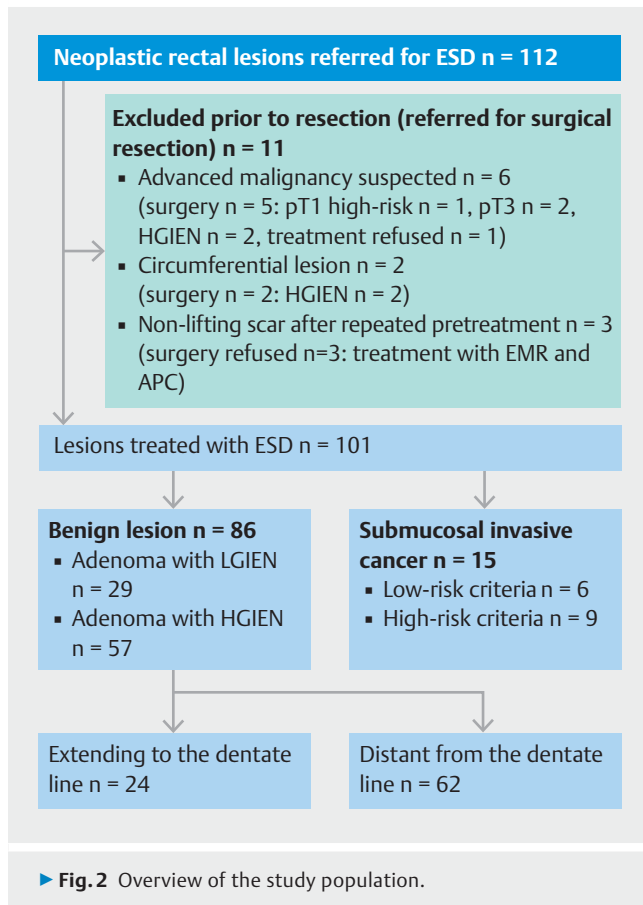 Neoplastic rectal lesions referred for ESD n = 112
Excluded prior to resection (referred for surgical
resection) n = 11
▪ Advanced malignancy suspected n = 6
(surgery n = 5: pT1 high-risk n = 1, pT3 n = 2,
HGIEN n = 2, treatment refused n = 1)
▪ Circumferential lesion n = 2
(surgery n = 2: HGIEN n = 2)
▪ Non-lifting scar after repeated pretreatment n = 3
(surgery refused n=3: treatment with EMR and
APC)
Lesions treated with ESD n = 101
Benign lesion n = 86
▪ Adenoma with LGIEN
n = 29
▪ Adenoma with HGIEN
n = 57
Submucosal invasive
cancer n = 15
▪ Low-risk criteria n = 6
▪ High-risk criteria n = 9
Extending to the dentate
line n = 24
Distant from the dentate
line n = 62
▶ Fig. 2 Overview of the study population.